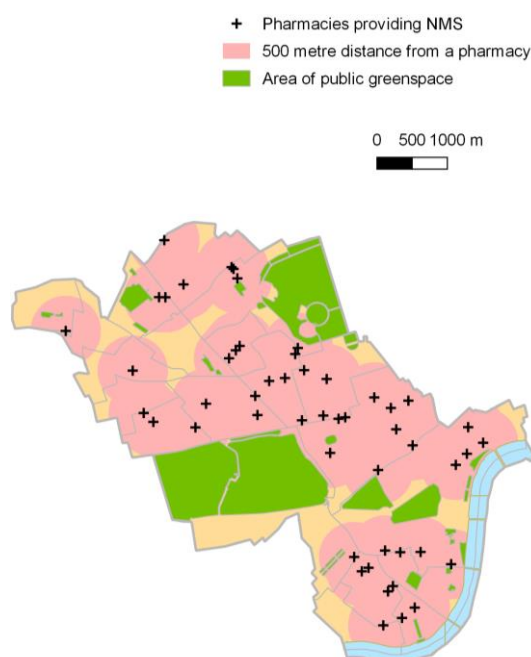 Pharmacies providing NMS
500 metre distance from a pharmacy
Area of public greenspace
0 500 1000 m